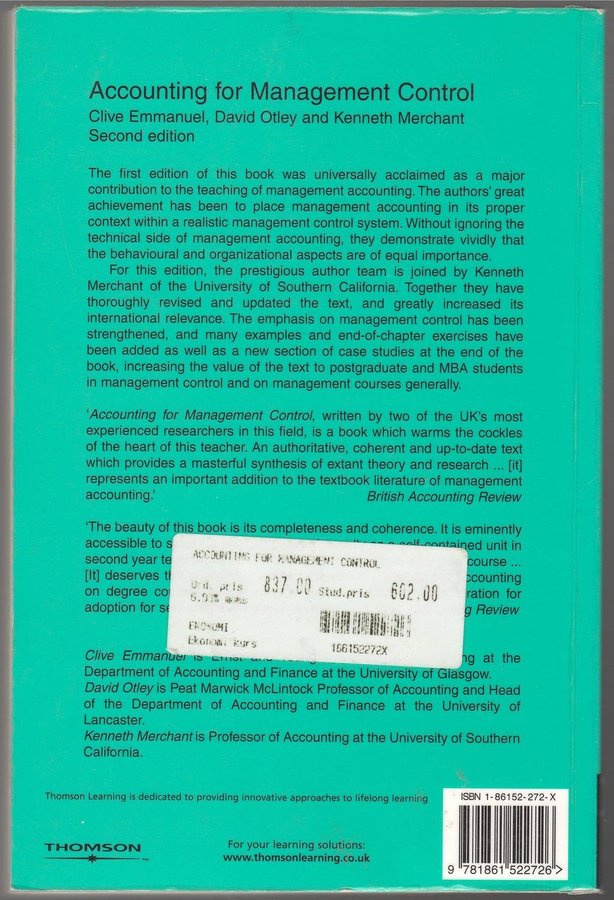 Accounting for Management Control
Clive Emmanuel, David Otley and Kenneth Merchant
Second edition
The first edition of this book was universally acclaimed as a major
contribution to the teaching of management accounting. The authors' great
achievement has been to place management accounting in its proper
context within a realistic management control system. Without ignoring the
technical side of management accounting, they demonstrate vividly that
the behavioural and organizational aspects are of equal importance.
For this edition, the prestigious author team is joined by Kenneth
Merchant of the University of Southern California. Together they have
thoroughly revised and updated the text, and greatly increased its
international relevance. The emphasis on management control has been
strengthened, and many examples and end-of-chapter exercises have
been added as well as a new section of case studies at the end of the
book, increasing the value of the text to postgraduate and MBA students
in management control and on management courses generally.
'Accounting for Management Control, written by two of the UK's most
experienced researchers in this field, is a book which warms the cockles
of the heart of this teacher. An authoritative, coherent and up-to-date text
which provides a masterful synthesis of extant theory and research ... [it]
represents an important addition to the textbook literature of management
accounting.' British Accounting Review
'The beauty of this book is its completeness and coherence. It is eminently
accessible to self-contained unit in
second year course ...
[It] deserves accounting
on degree for
adoption for Review
ACCOUNTING FOR MANAGEMENT CONTROL
Ord. pris 837.00 Stud.pris 602.00
6.03% moms
EKONOMI
Ekonomi kurs
186152272X
Clive Emmanuel is Ernst and at the
Department of Accounting and Finance at the University of Glasgow.
David Otley is Peat Marwick McLintock Professor of Accounting and Head
of the Department of Accounting and Finance at the University of
Lancaster.
Kenneth Merchant is Professor of Accounting at the University of Southern
California.
Thomson Learning is dedicated to providing innovative approaches to lifelong learning
THOMSON
For your learning solutions:
www.thomsonlearning.co.uk
ISBN 1-86152-272-X
9 781861 522726 >